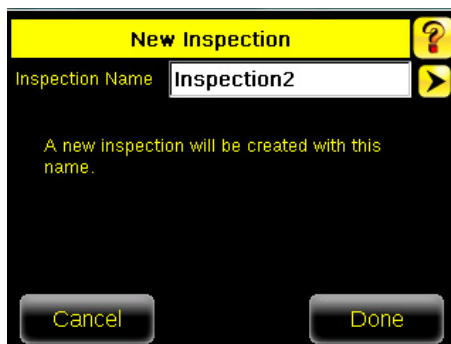 New Inspection
?
Inspection Name Inspection2
A new inspection will be created with this
name.
Cancel Done